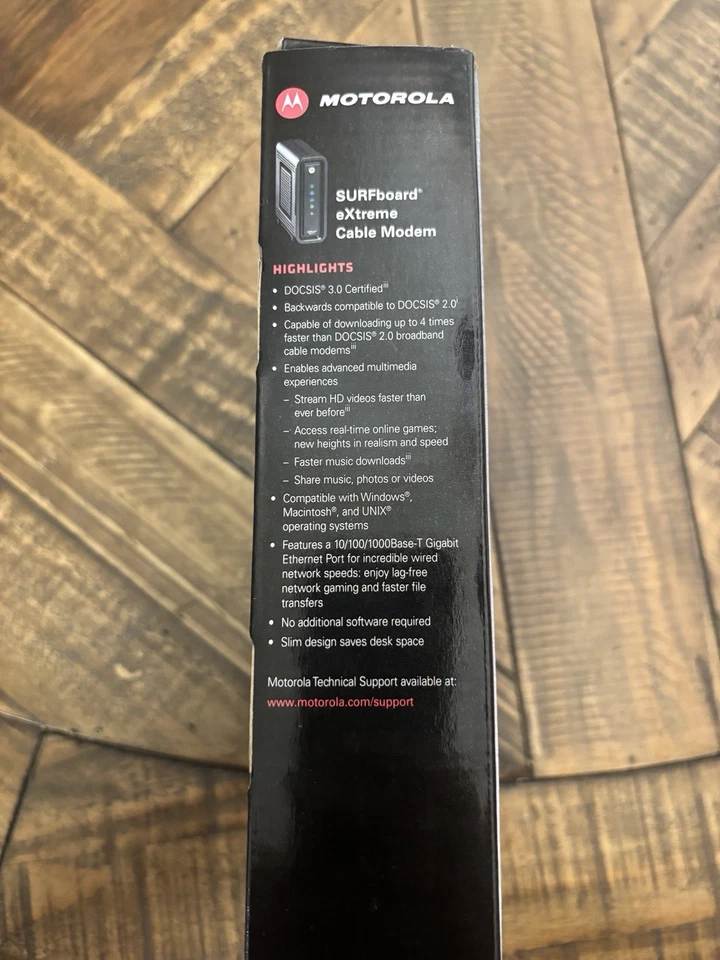 MOTOROLA
SURFboard®
eXtreme
Cable Modem
HIGHLIGHTS
• DOCSIS® 3.0 Certifiedⁱⁱⁱ
• Backwards compatible to DOCSIS® 2.0ⁱ
• Capable of downloading up to 4 times
faster than DOCSIS® 2.0 broadband
cable modemsⁱⁱⁱ
• Enables advanced multimedia
experiences
– Stream HD videos faster than
ever beforeⁱⁱⁱ
– Access real-time online games;
new heights in realism and speed
– Faster music downloadsⁱⁱⁱ
– Share music, photos or videos
• Compatible with Windows®,
Macintosh®, and UNIX®
operating systems
• Features a 10/100/1000Base-T Gigabit
Ethernet Port for incredible wired
network speeds: enjoy lag-free
network gaming and faster file
transfers
• No additional software required
• Slim design saves desk space
Motorola Technical Support available at:
www.motorola.com/support